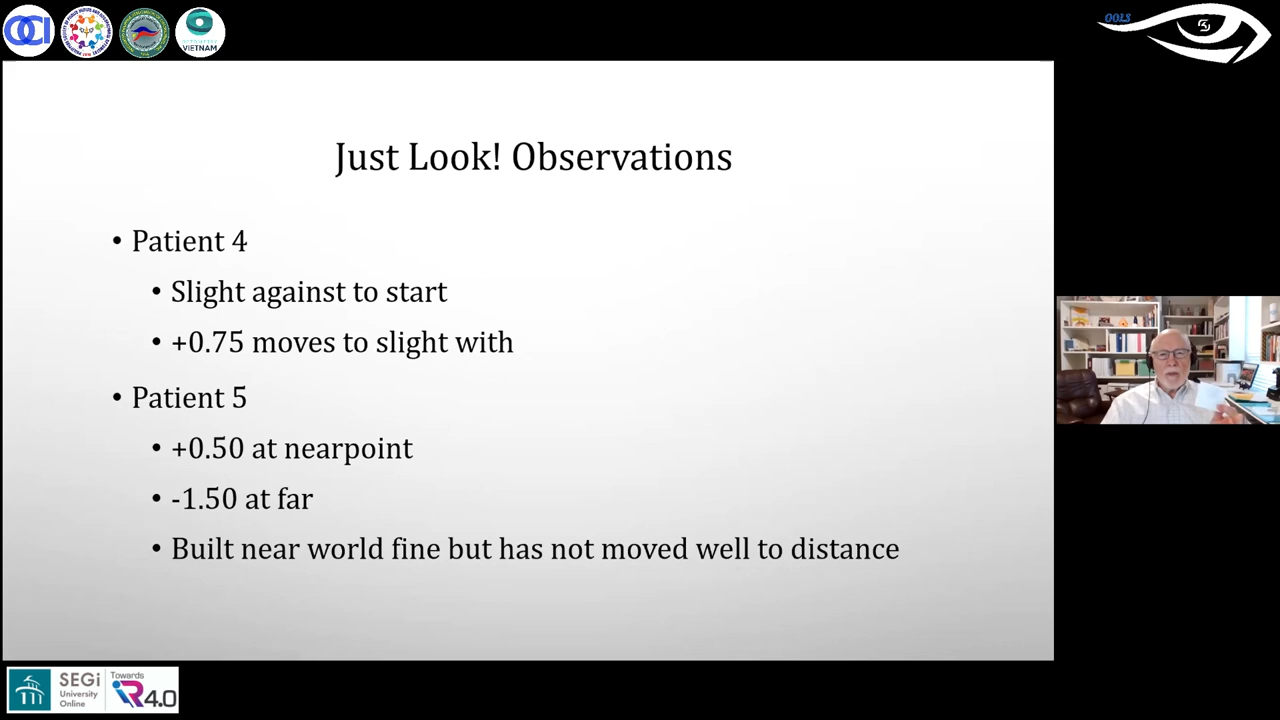 OCI
VIETNAM
OOLS
Just Look! Observations
• Patient 4
• Slight against to start
• +0.75 moves to slight with
• Patient 5
• +0.50 at nearpoint
• -1.50 at far
• Built near world fine but has not moved well to distance
SEGi
University
Online
Towards
iR4.0